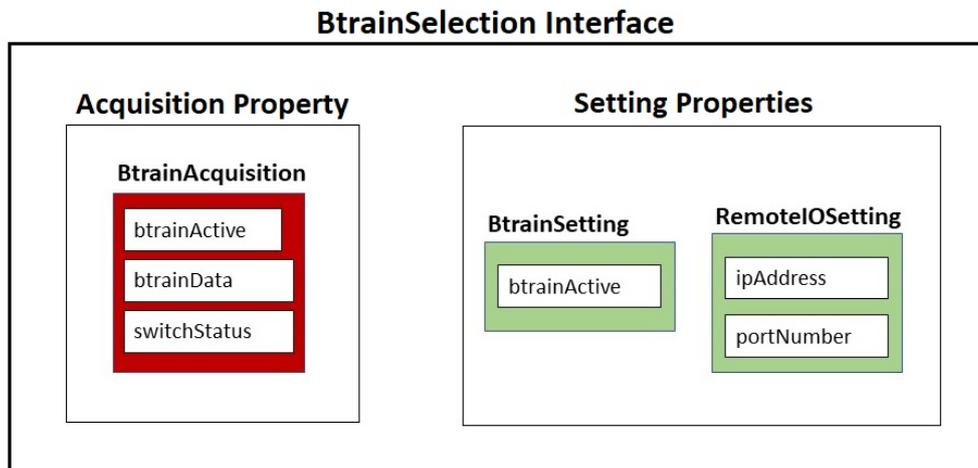 BtrainSelection Interface
Acquisition Property
BtrainAcquisition
btrainActive
btrainData
switchStatus
Setting Properties
BtrainSetting
btrainActive
RemoteIOSetting
ipAddress
portNumber